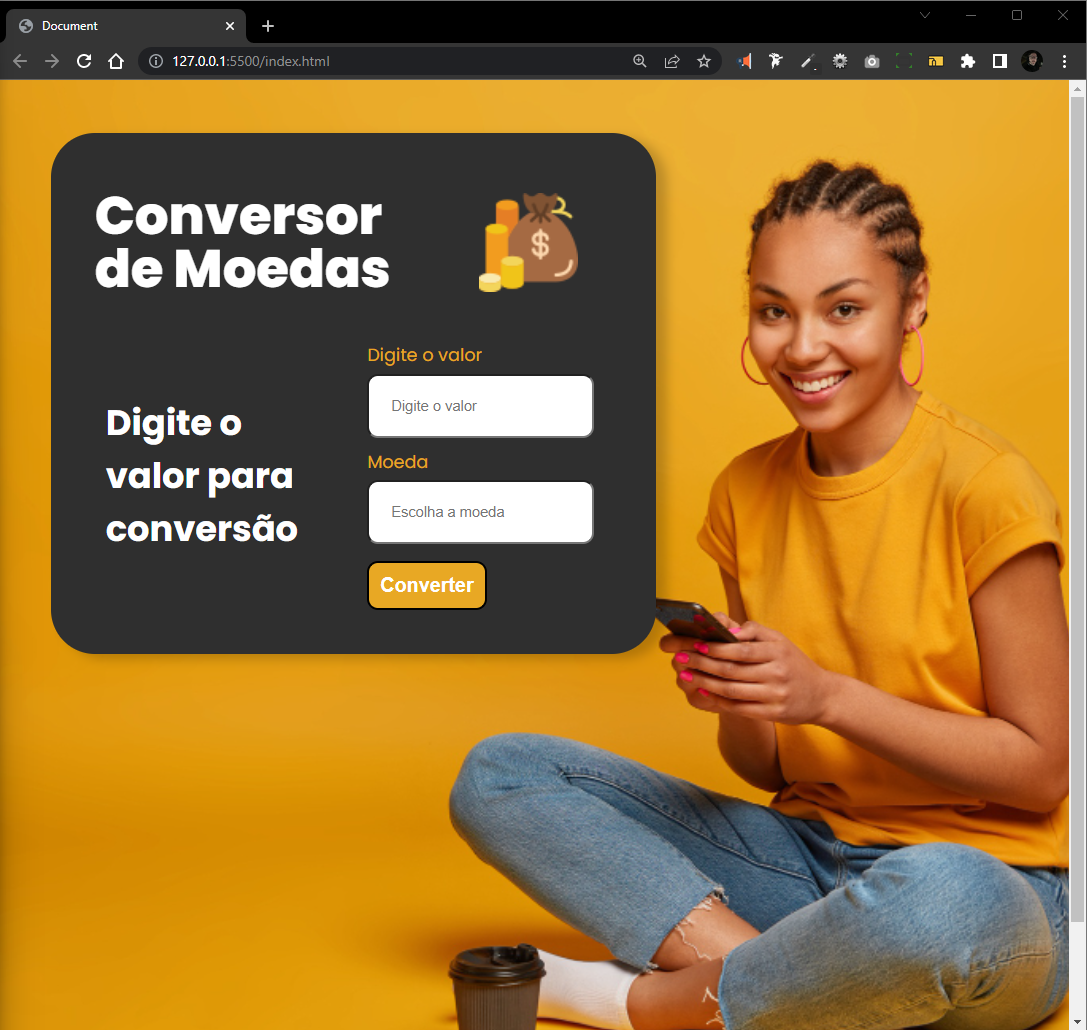 Document
127.0.0.1:5500/index.html
Conversor
de Moedas
$
Digite o
valor para
conversão
Digite o valor
Digite o valor
Moeda
Escolha a moeda
Converter